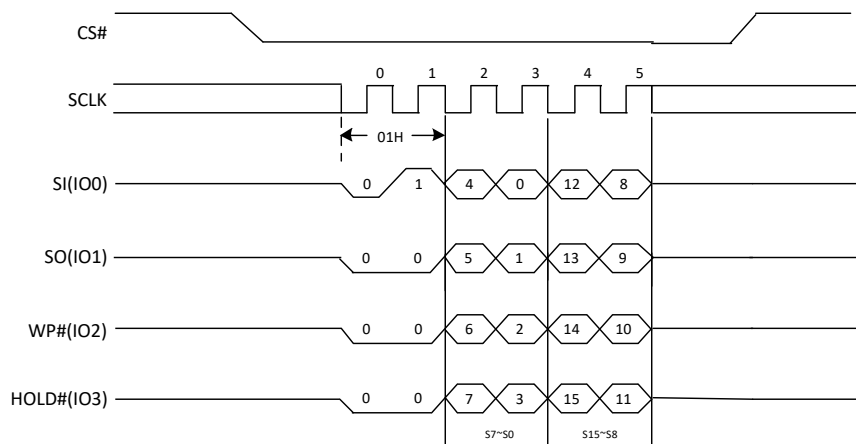 CS#
0 1 2 3 4 5
SCLK
01H
SI(IO0) 0 1 4 0 12 8
SO(IO1) 0 0 5 1 13 9
WP#(IO2) 0 0 6 2 14 10
HOLD#(IO3) 0 0 7 3 15 11
S7~S0 S15~S8